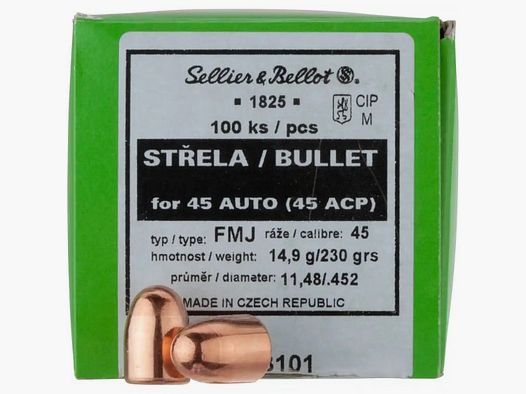 Sellier & Bellot S&B.
▪ 1825 ▪
CIP
M
100 ks / pcs
STŘELA / BULLET
for 45 AUTO (45 ACP)
typ / type: FMJ ráže / calibre: 45
hmotnost / weight: 14,9 g/230 grs
průměr / diameter: 11,48/.452
MADE IN CZECH REPUBLIC
101